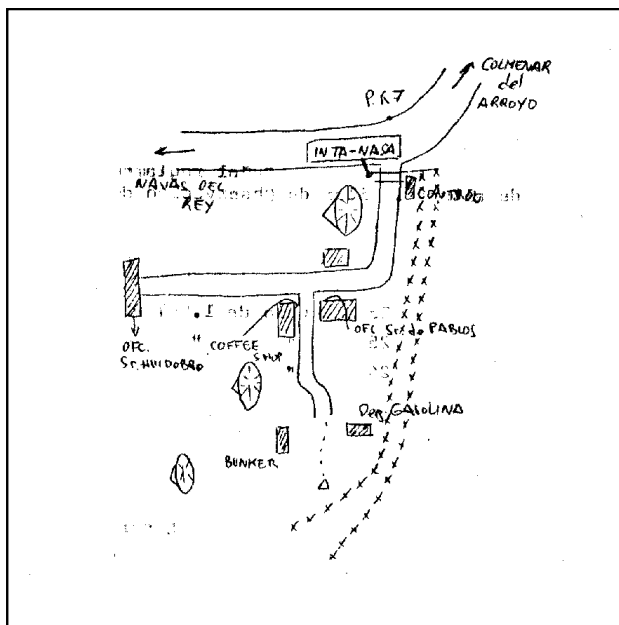 COLMENAR
del
ARROYO
P.K7
INTA-NASA
NAVAS DEL
REY
CONTROL
OFC. Sr. de PABLOS
OFC.
Sr. HUIDOBRO
"COFFEE
SHOP"
Dep. GASOLINA
BUNKER